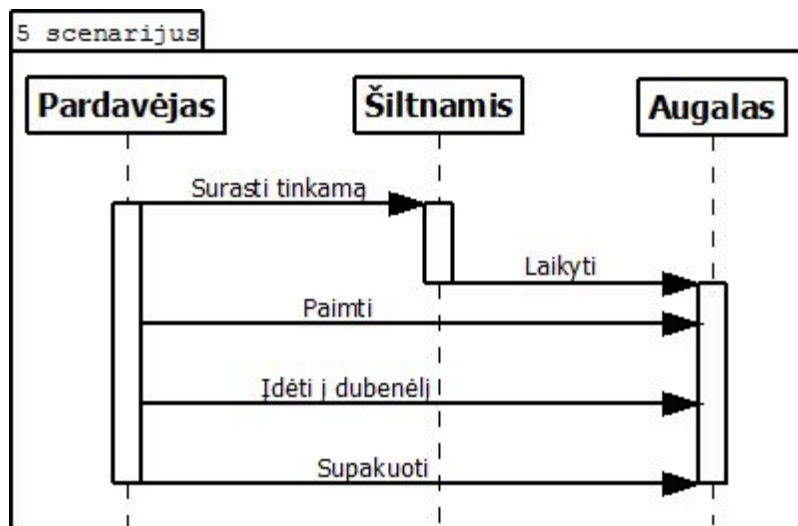 5 scenarijus
Pardavėjas
Šiltnamis
Augalas
Surasti tinkamą
Laikyti
Paimti
Įdėti į dubenėlį
Supakuoti